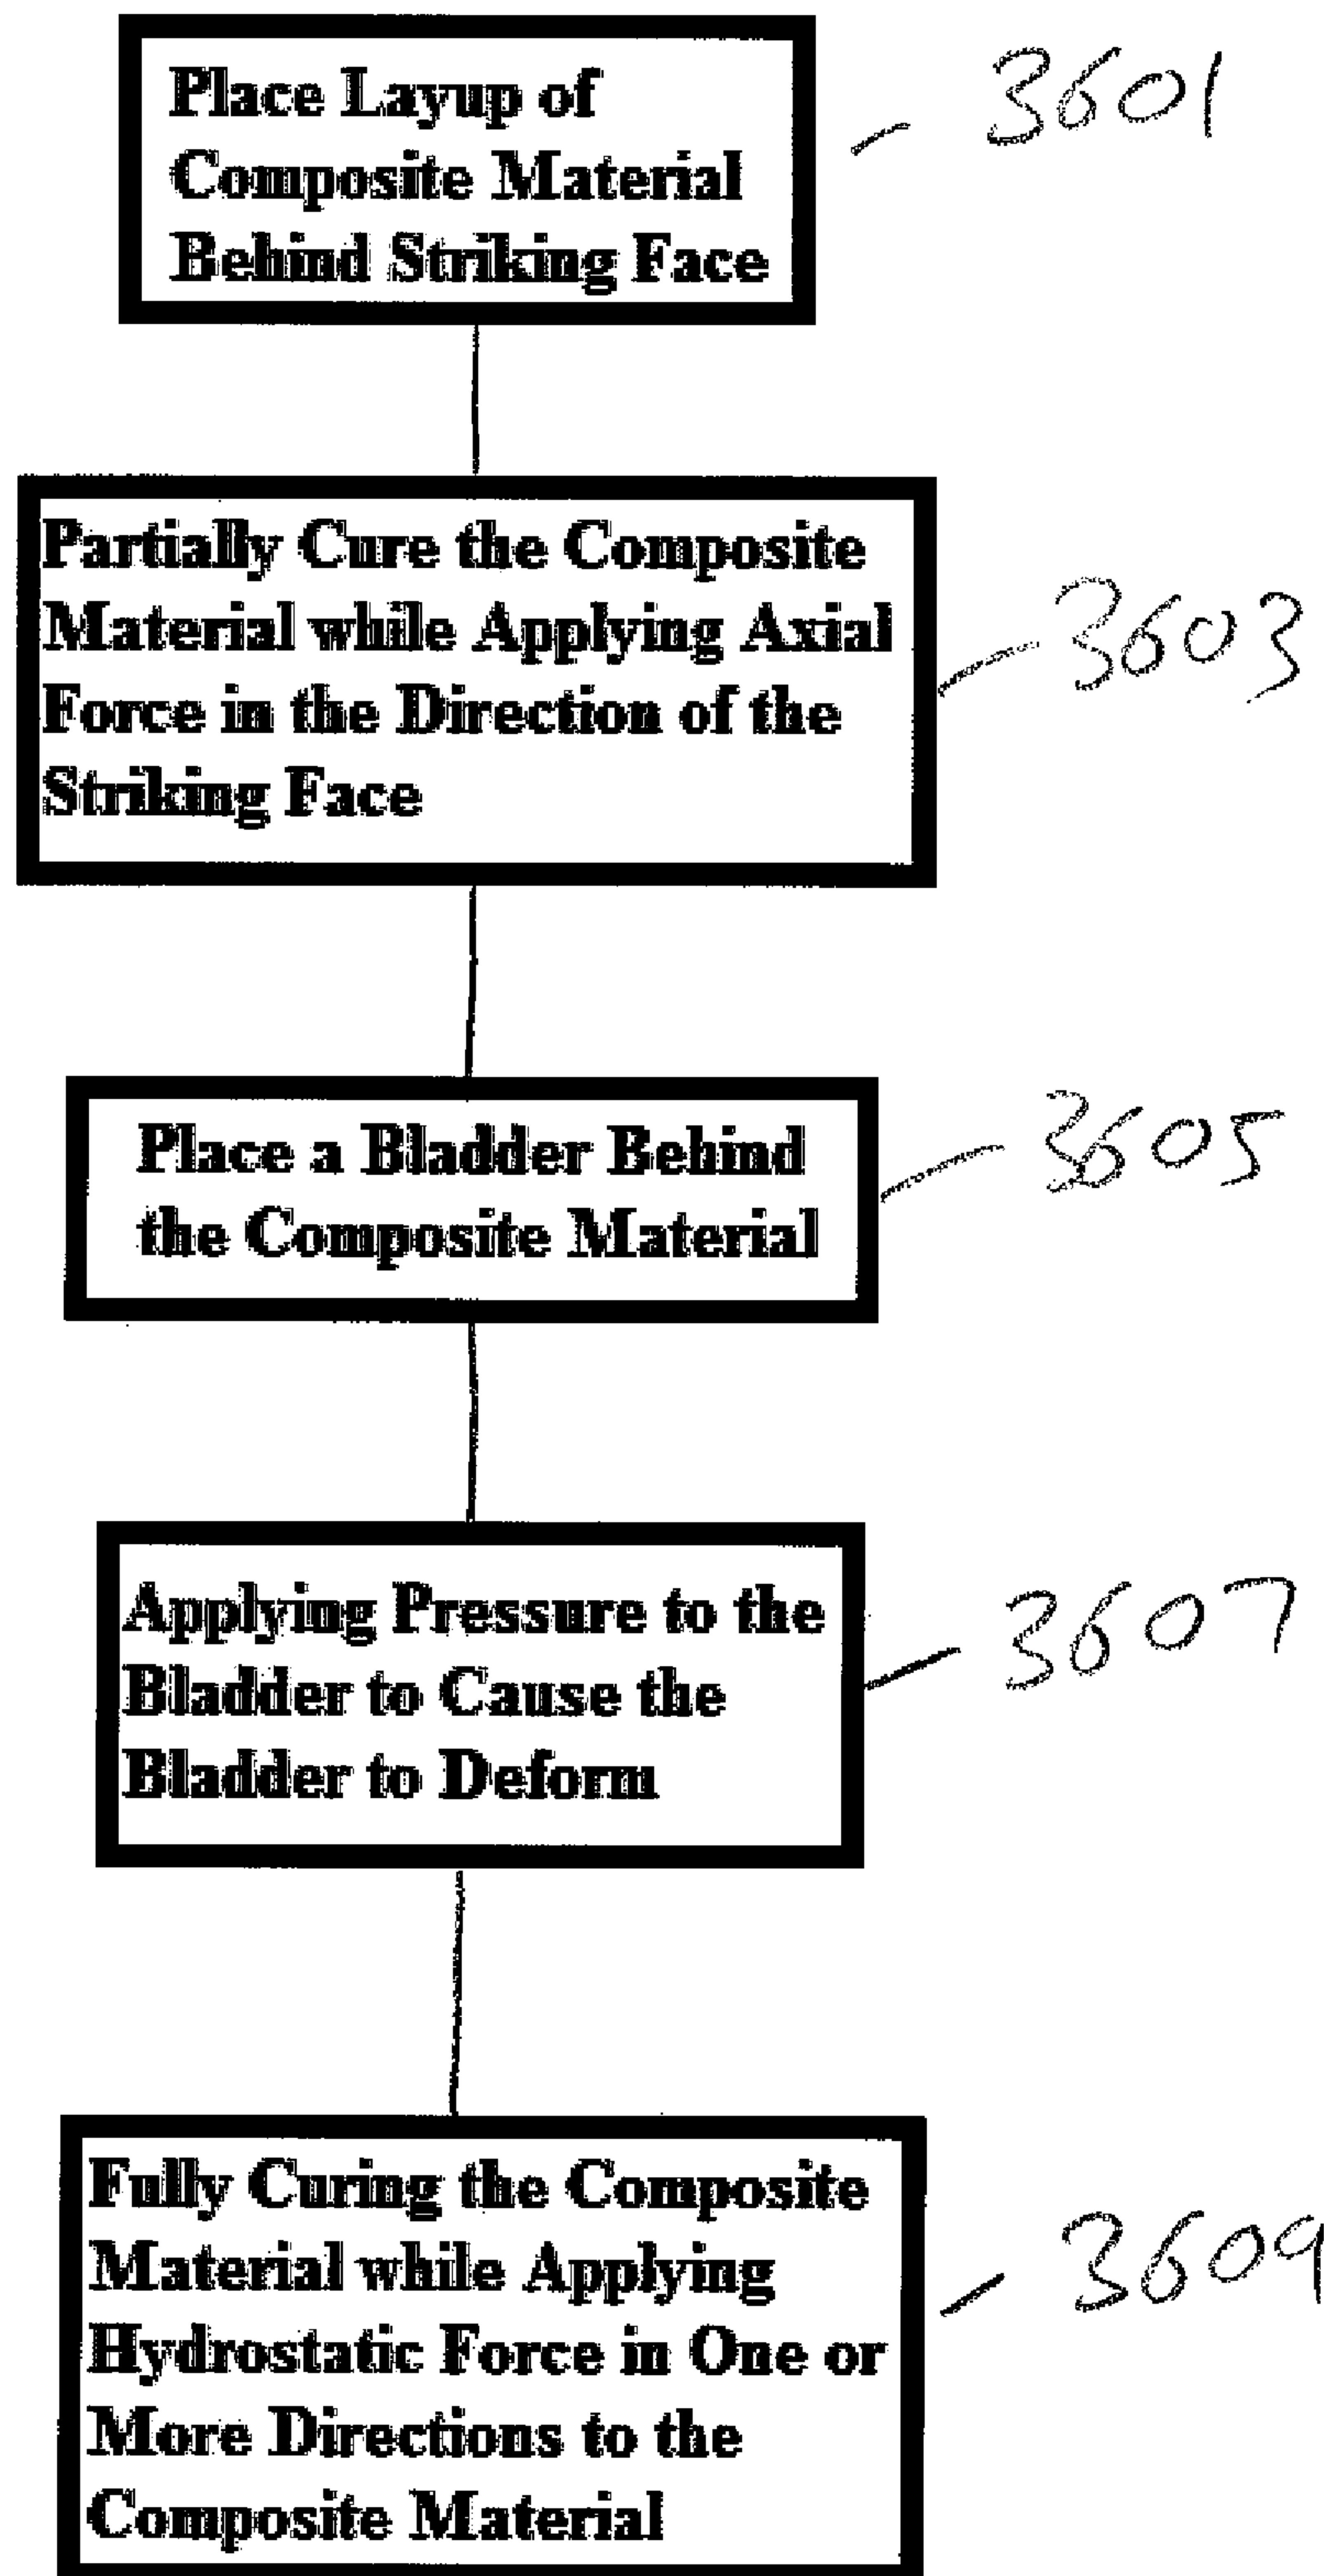 Place Layup of
Composite Material
Behind Striking Face
3601
Partially Cure the Composite
Material while Applying Axial
Force in the Direction of the
Striking Face
3603
Place a Bladder Behind
the Composite Material
3605
Applying Pressure to the
Bladder to Cause the
Bladder to Deform
3607
Fully Curing the Composite
Material while Applying
Hydrostatic Force in One or
More Directions to the
Composite Material
3609